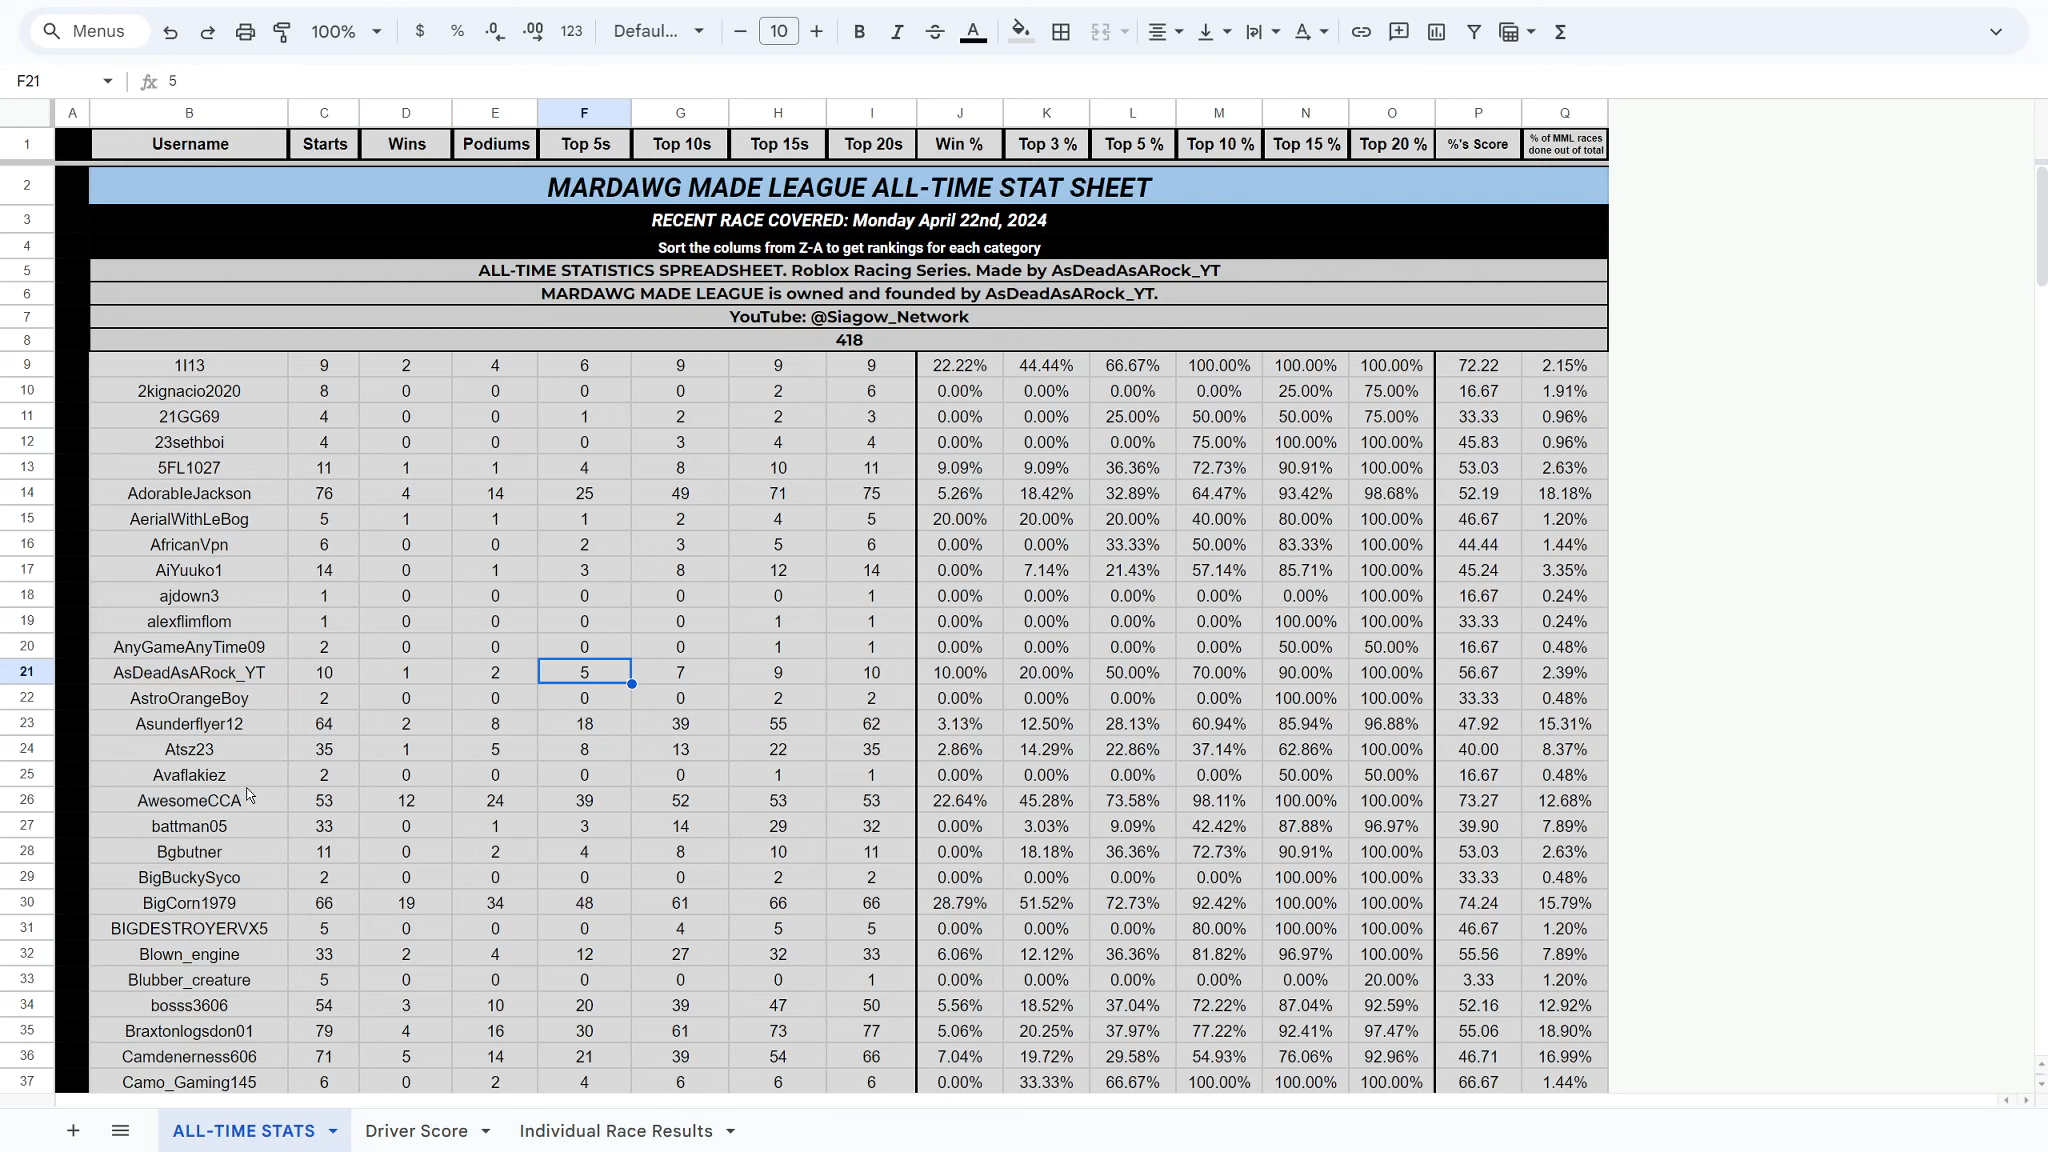 Menus 100% $ % .0 .00 123 Defaul... 10 B I S A
F21 fx 5
A B C D E F G H I J K L M N O P Q
1 Username Starts Wins Podiums Top 5s Top 10s Top 15s Top 20s Win % Top 3 % Top 5 % Top 10 % Top 15 % Top 20 % %'s Score % of MML races done out of total
2 MARDAWG MADE LEAGUE ALL-TIME STAT SHEET
3 RECENT RACE COVERED: Monday April 22nd, 2024
4 Sort the colums from Z-A to get rankings for each category
5 ALL-TIME STATISTICS SPREADSHEET. Roblox Racing Series. Made by AsDeadAsARock_YT
6 MARDAWG MADE LEAGUE is owned and founded by AsDeadAsARock_YT.
7 YouTube: @Siagow_Network
8 418
9 1I13 9 2 4 6 9 9 9 22.22% 44.44% 66.67% 100.00% 100.00% 100.00% 72.22 2.15%
10 2kignacio2020 8 0 0 0 0 2 6 0.00% 0.00% 0.00% 0.00% 25.00% 75.00% 16.67 1.91%
11 21GG69 4 0 0 1 2 2 3 0.00% 0.00% 25.00% 50.00% 50.00% 75.00% 33.33 0.96%
12 23sethboi 4 0 0 0 3 4 4 0.00% 0.00% 0.00% 75.00% 100.00% 100.00% 45.83 0.96%
13 5FL1027 11 1 1 4 8 10 11 9.09% 9.09% 36.36% 72.73% 90.91% 100.00% 53.03 2.63%
14 AdorableJackson 76 4 14 25 49 71 75 5.26% 18.42% 32.89% 64.47% 93.42% 98.68% 52.19 18.18%
15 AerialWithLeBog 5 1 1 1 2 4 5 20.00% 20.00% 20.00% 40.00% 80.00% 100.00% 46.67 1.20%
16 AfricanVpn 6 0 0 2 3 5 6 0.00% 0.00% 33.33% 50.00% 83.33% 100.00% 44.44 1.44%
17 AiYuuko1 14 0 1 3 8 12 14 0.00% 7.14% 21.43% 57.14% 85.71% 100.00% 45.24 3.35%
18 ajdown3 1 0 0 0 0 0 1 0.00% 0.00% 0.00% 0.00% 0.00% 100.00% 16.67 0.24%
19 alexflimflom 1 0 0 0 0 1 1 0.00% 0.00% 0.00% 0.00% 100.00% 100.00% 33.33 0.24%
20 AnyGameAnyTime09 2 0 0 0 0 1 1 0.00% 0.00% 0.00% 0.00% 50.00% 50.00% 16.67 0.48%
21 AsDeadAsARock_YT 10 1 2 5 7 9 10 10.00% 20.00% 50.00% 70.00% 90.00% 100.00% 56.67 2.39%
22 AstroOrangeBoy 2 0 0 0 0 2 2 0.00% 0.00% 0.00% 0.00% 100.00% 100.00% 33.33 0.48%
23 Asunderflyer12 64 2 8 18 39 55 62 3.13% 12.50% 28.13% 60.94% 85.94% 96.88% 47.92 15.31%
24 Atsz23 35 1 5 8 13 22 35 2.86% 14.29% 22.86% 37.14% 62.86% 100.00% 40.00 8.37%
25 Avaflakiez 2 0 0 0 0 1 1 0.00% 0.00% 0.00% 0.00% 50.00% 50.00% 16.67 0.48%
26 AwesomeCCA 53 12 24 39 52 53 53 22.64% 45.28% 73.58% 98.11% 100.00% 100.00% 73.27 12.68%
27 battman05 33 0 1 3 14 29 32 0.00% 3.03% 9.09% 42.42% 87.88% 96.97% 39.90 7.89%
28 Bgbutner 11 0 2 4 8 10 11 0.00% 18.18% 36.36% 72.73% 90.91% 100.00% 53.03 2.63%
29 BigBuckySyco 2 0 0 0 0 2 2 0.00% 0.00% 0.00% 0.00% 100.00% 100.00% 33.33 0.48%
30 BigCorn1979 66 19 34 48 61 66 66 28.79% 51.52% 72.73% 92.42% 100.00% 100.00% 74.24 15.79%
31 BIGDESTROYERVX5 5 0 0 0 4 5 5 0.00% 0.00% 0.00% 80.00% 100.00% 100.00% 46.67 1.20%
32 Blown_engine 33 2 4 12 27 32 33 6.06% 12.12% 36.36% 81.82% 96.97% 100.00% 55.56 7.89%
33 Blubber_creature 5 0 0 0 0 0 1 0.00% 0.00% 0.00% 0.00% 0.00% 20.00% 3.33 1.20%
34 bosss3606 54 3 10 20 39 47 50 5.56% 18.52% 37.04% 72.22% 87.04% 92.59% 52.16 12.92%
35 Braxtonlogsdon01 79 4 16 30 61 73 77 5.06% 20.25% 37.97% 77.22% 92.41% 97.47% 55.06 18.90%
36 Camdenerness606 71 5 14 21 39 54 66 7.04% 19.72% 29.58% 54.93% 76.06% 92.96% 46.71 16.99%
37 Camo_Gaming145 6 0 2 4 6 6 6 0.00% 33.33% 66.67% 100.00% 100.00% 100.00% 66.67 1.44%
ALL-TIME STATS Driver Score Individual Race Results